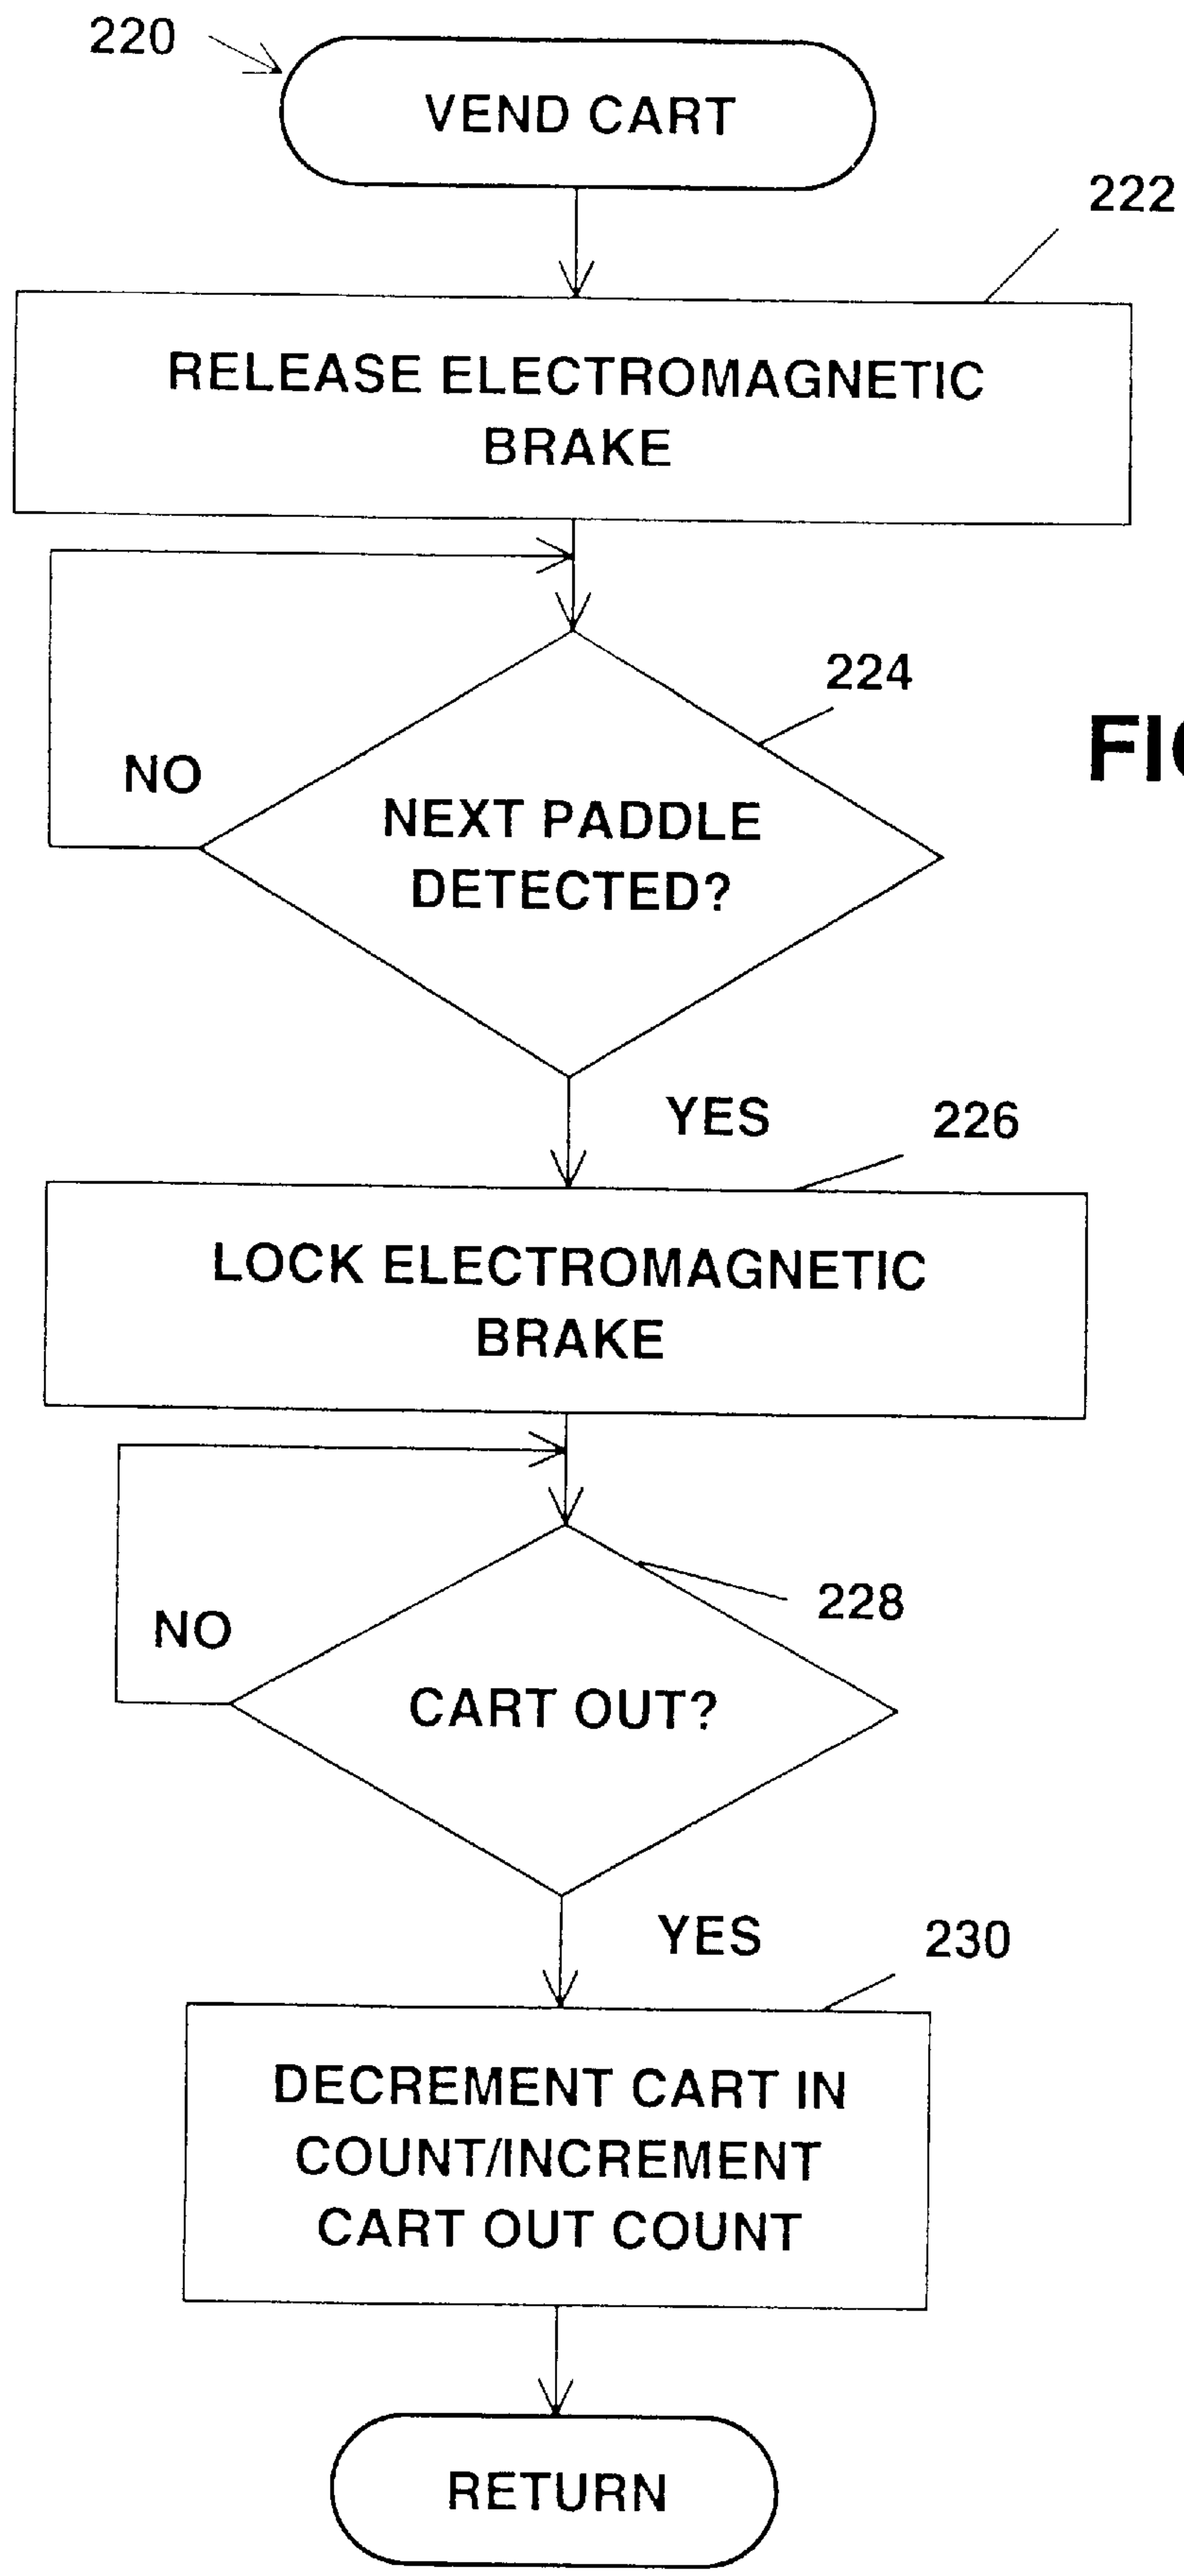 220
VEND CART
222
RELEASE ELECTROMAGNETIC
BRAKE
224
NO
NEXT PADDLE
DETECTED?
YES
226
LOCK ELECTROMAGNETIC
BRAKE
228
NO
CART OUT?
YES
230
DECREMENT CART IN
COUNT/INCREMENT
CART OUT COUNT
RETURN